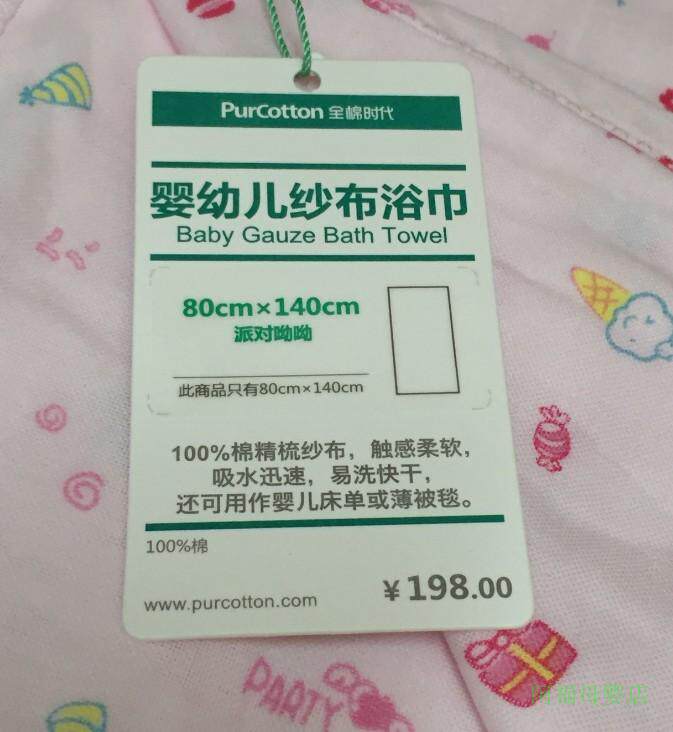 PurCotton 全棉时代
婴幼儿纱布浴巾
Baby Gauze Bath Towel
80cm×140cm
派对呦呦
此商品只有80cm×140cm
100%棉精梳纱布，触感柔软，
吸水迅速，易洗快干，
还可用作婴儿床单或薄被毯。
100%棉
www.purcotton.com
¥198.00
PARTY